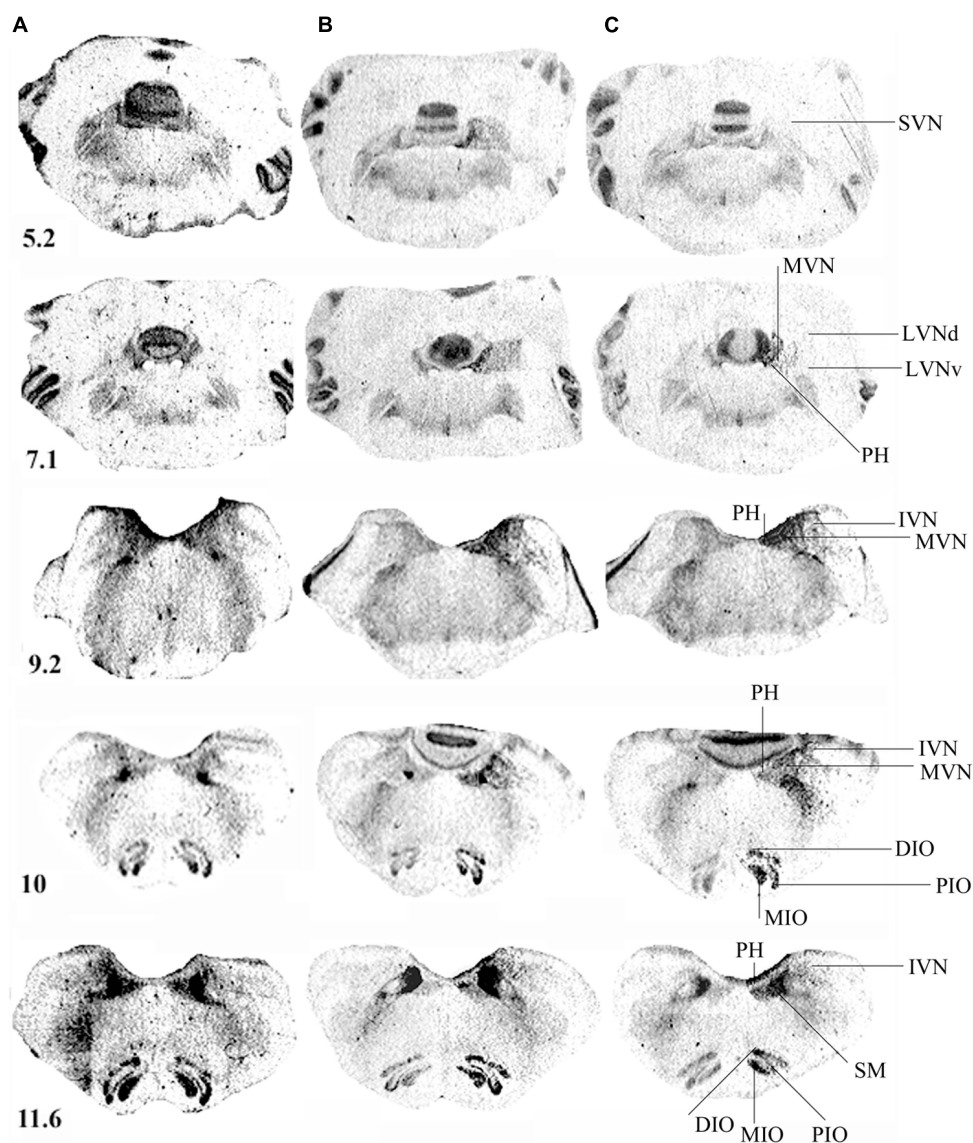 A B C
SVN
5.2
MVN
LVNd
LVNv
7.1
PH
PH
IVN
MVN
9.2
PH
IVN
MVN
DIO
10
PIO
MIO
PH
IVN
SM
11.6
DIO MIO PIO